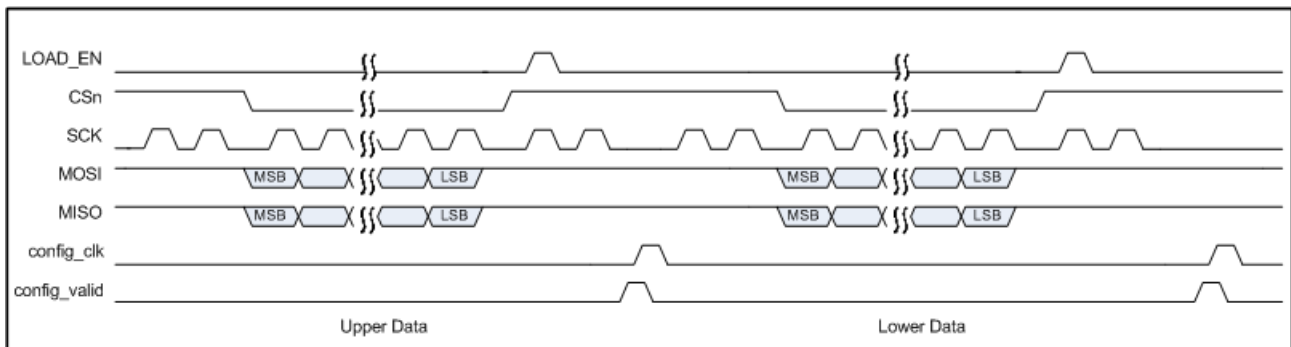 LOAD_EN
CSn
SCK
MOSI MSB LSB MSB LSB
MISO MSB LSB MSB LSB
config_clk
config_valid
Upper Data Lower Data